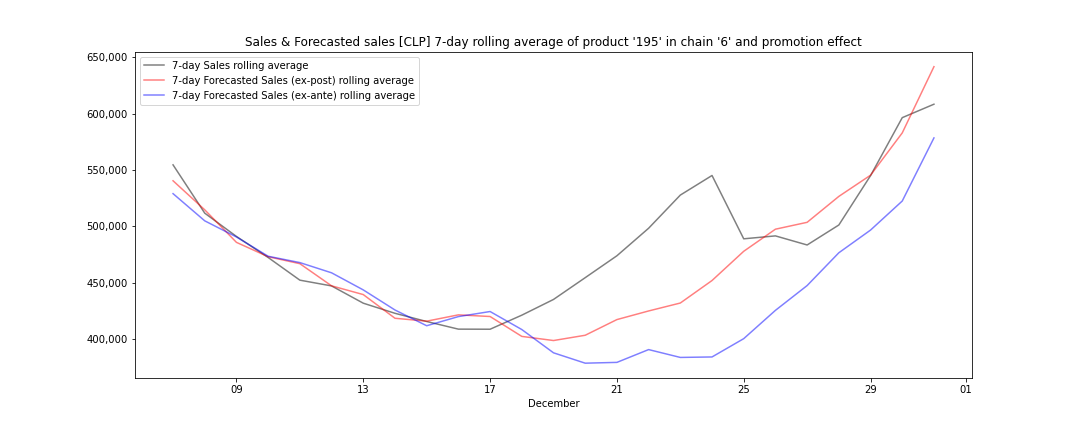 Sales & Forecasted sales [CLP] 7-day rolling average of product '195' in chain '6' and promotion effect
650,000
600,000
550,000
500,000
450,000
400,000
7-day Sales rolling average
7-day Forecasted Sales (ex-post) rolling average
7-day Forecasted Sales (ex-ante) rolling average
09 13 17 21 25 29 01
December